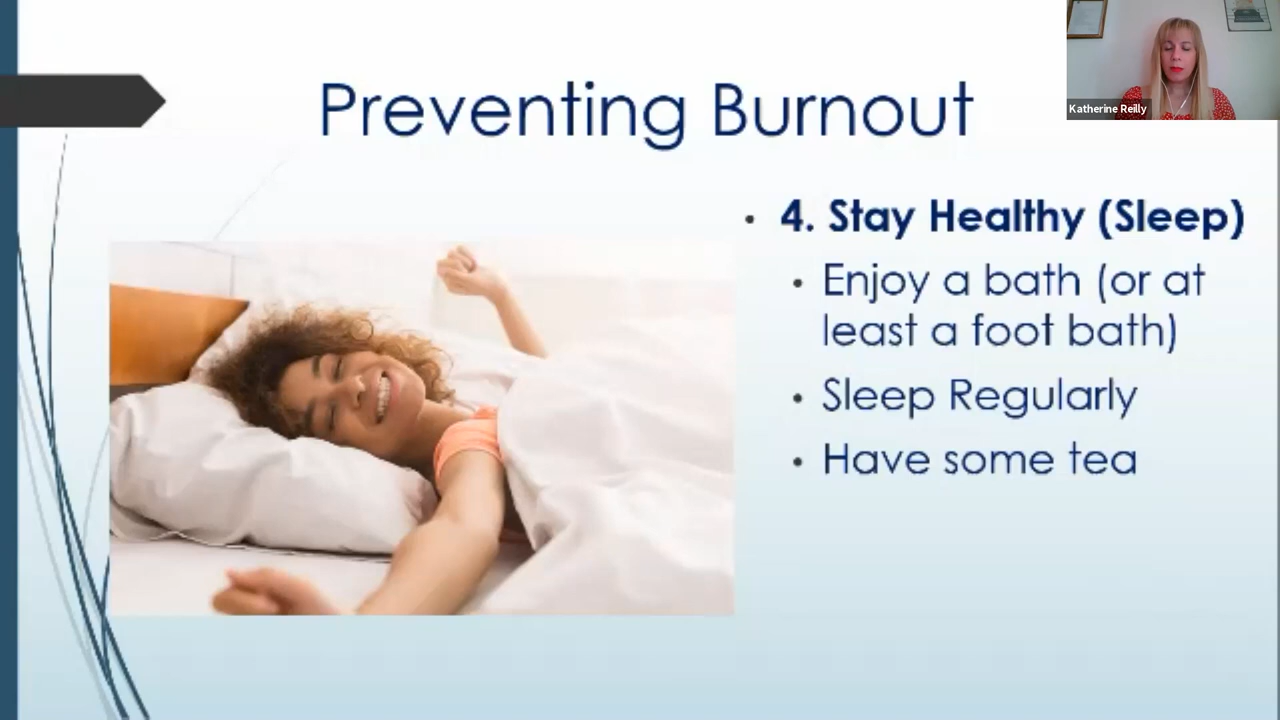 Preventing Burnout
Katherine Reilly
• 4. Stay Healthy (Sleep)
• Enjoy a bath (or at
least a foot bath)
• Sleep Regularly
• Have some tea